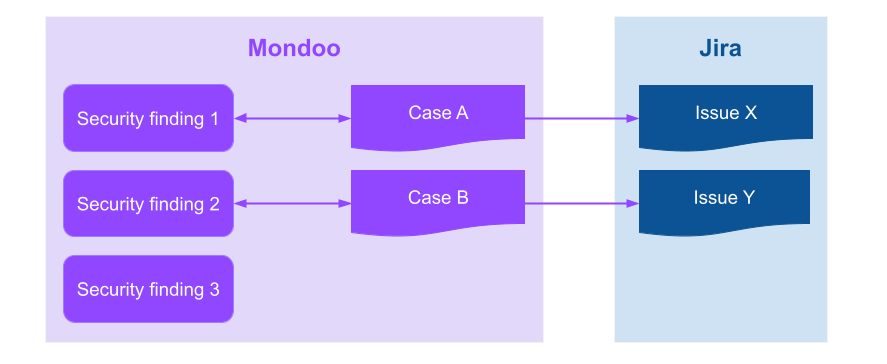 Mondoo
Jira
Security finding 1
Case A
Issue X
Security finding 2
Case B
Issue Y
Security finding 3